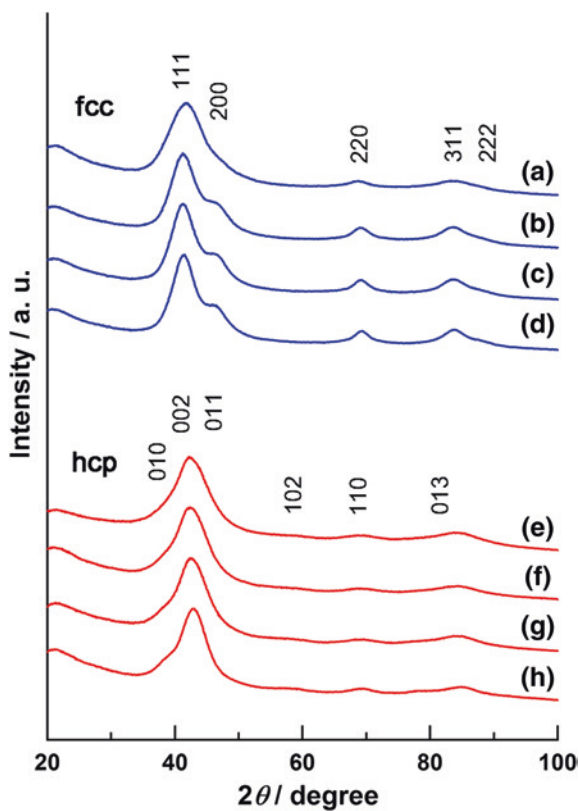 111
fcc
200
220
311
222
(a)
(b)
(c)
(d)
Intensity / a. u.
hcp
010
002
011
102
110
013
(e)
(f)
(g)
(h)
20
40
60
80
100
2θ / degree